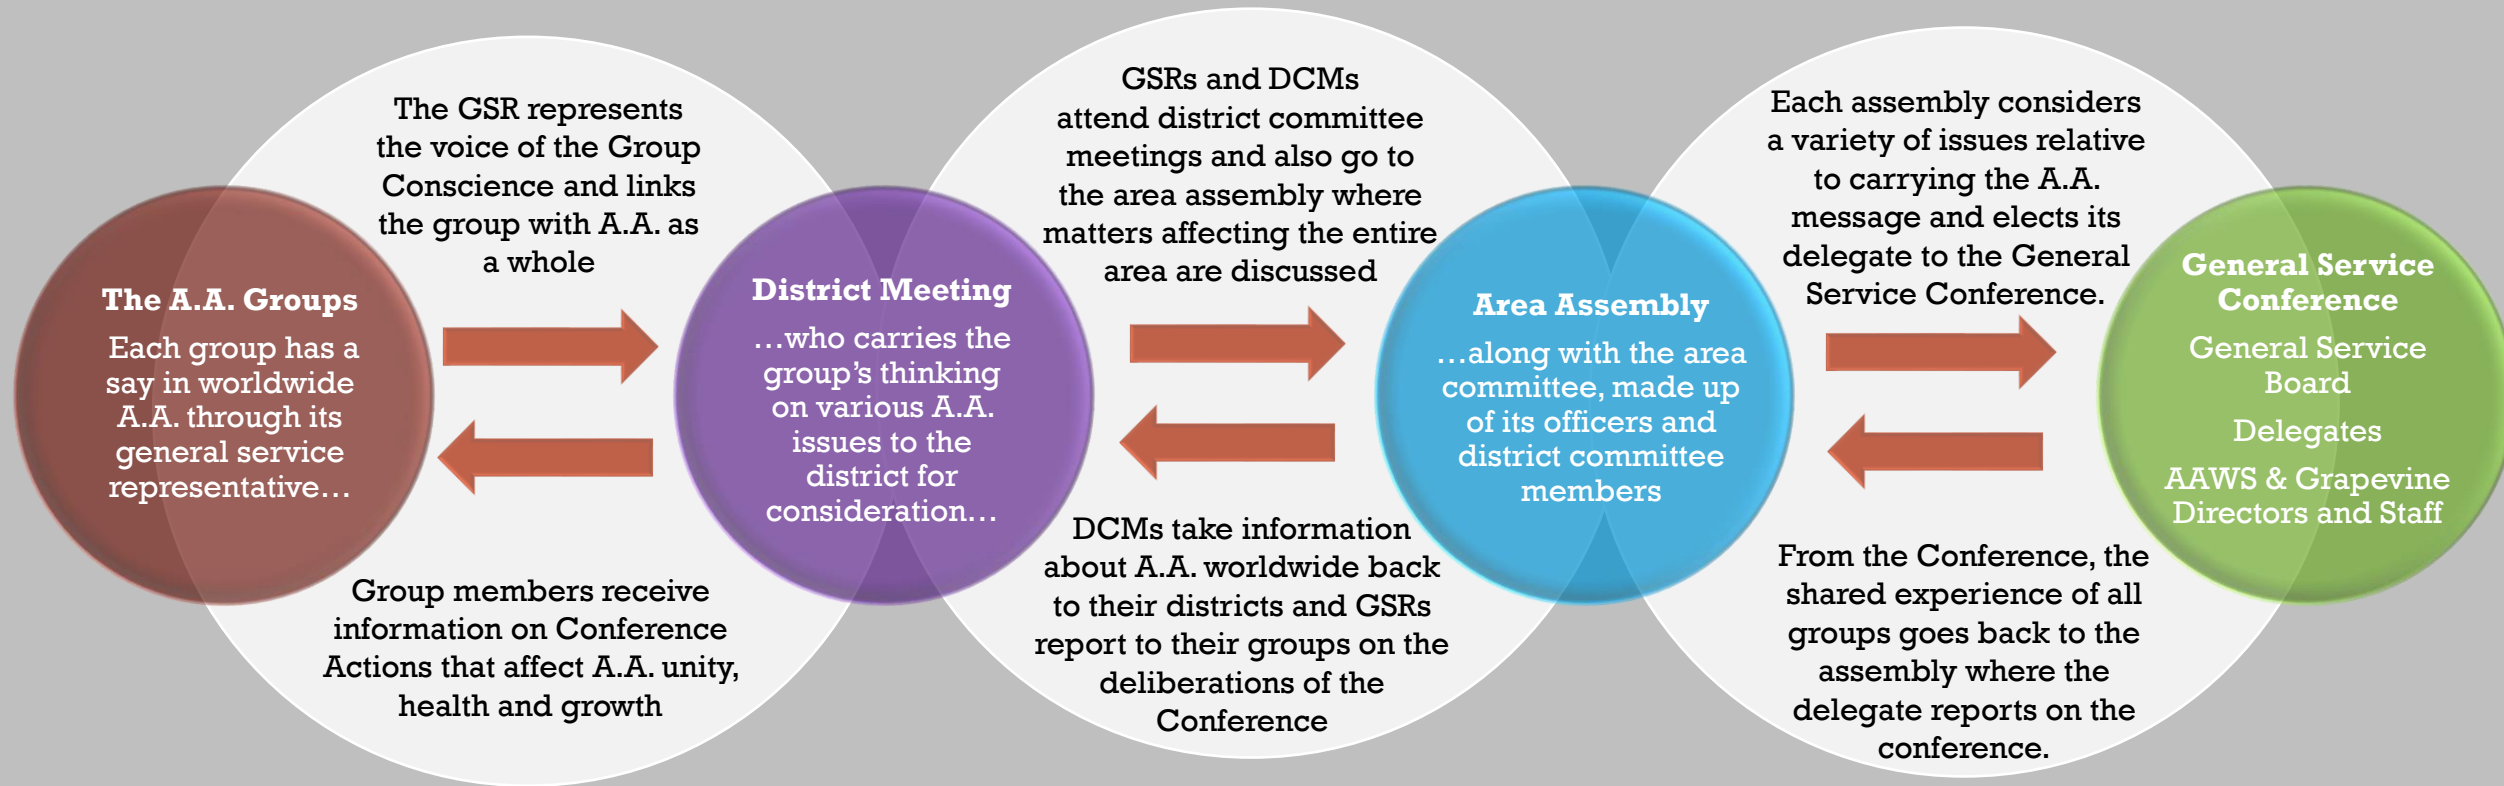 The A.A. Groups
Each group has a
say in worldwide
A.A. through its
general service
representative…
The GSR represents
the voice of the Group
Conscience and links
the group with A.A. as
a whole
Group members receive
information on Conference
Actions that affect A.A. unity,
health and growth
District Meeting
…who carries the
group’s thinking
on various A.A.
issues to the
district for
consideration…
GSRs and DCMs
attend district committee
meetings and also go to
the area assembly where
matters affecting the entire
area are discussed
DCMs take information
about A.A. worldwide back
to their districts and GSRs
report to their groups on the
deliberations of the
Conference
Area Assembly
…along with the area
committee, made up
of its officers and
district committee
members
Each assembly considers
a variety of issues relative
to carrying the A.A.
message and elects its
delegate to the General
Service Conference.
From the Conference, the
shared experience of all
groups goes back to the
assembly where the
delegate reports on the
conference.
General Service
Conference
General Service
Board
Delegates
AAWS & Grapevine
Directors and Staff